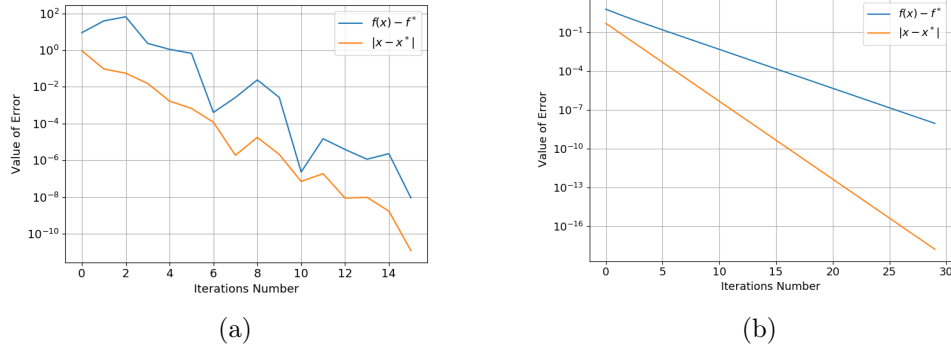 10^2
10^0
10^-2
10^-4
10^-6
10^-8
10^-10
Value of Error
f(x) − f*
|x − x*|
0 2 4 6 8 10 12 14
Iterations Number
(a)
10^-1
10^-4
10^-7
10^-10
10^-13
10^-16
Value of Error
f(x) − f*
|x − x*|
0 5 10 15 20 25 30
Iterations Number
(b)